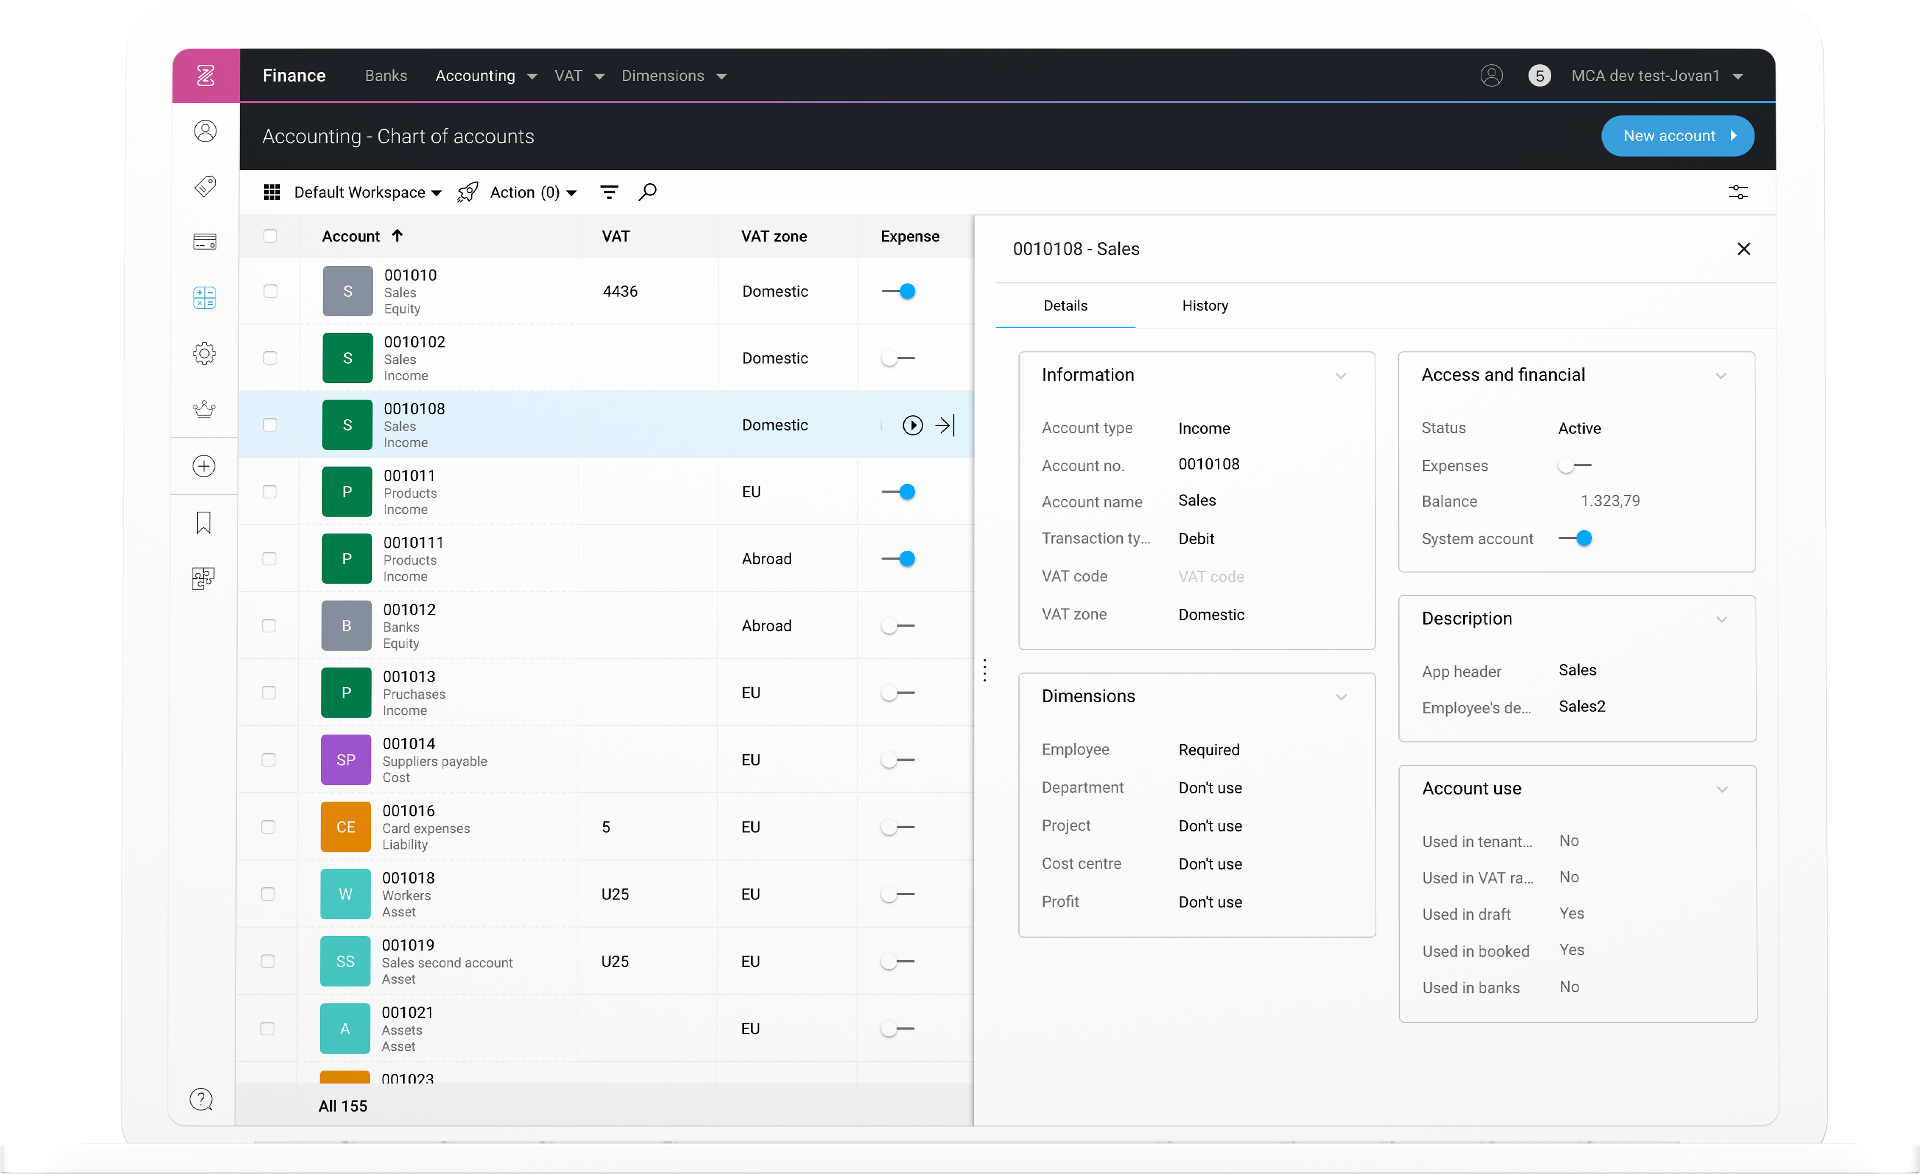 Finance
Banks
Accounting
VAT
Dimensions
5
MCA dev test-Jovan1
Accounting - Chart of accounts
New account
Default Workspace
Action (0)
Account
VAT
VAT zone
Expense
S
001010
Sales
Equity
4436
Domestic
S
0010102
Sales
Income
Domestic
S
0010108
Sales
Income
Domestic
P
001011
Products
Income
EU
P
0010111
Products
Income
Abroad
B
001012
Banks
Equity
Abroad
P
001013
Pruchases
Income
EU
SP
001014
Suppliers payable
Cost
EU
CE
001016
Card expenses
Liability
5
EU
W
001018
Workers
Asset
U25
EU
SS
001019
Sales second account
Asset
U25
EU
A
001021
Assets
Asset
EU
001023
All 155
0010108 - Sales
Details
History
Information
Account type Income
Account no. 0010108
Account name Sales
Transaction ty... Debit
VAT code VAT code
VAT zone Domestic
Dimensions
Employee Required
Department Don't use
Project Don't use
Cost centre Don't use
Profit Don't use
Access and financial
Status Active
Expenses
Balance 1.323,79
System account
Description
App header Sales
Employee's de... Sales2
Account use
Used in tenant... No
Used in VAT ra... No
Used in draft Yes
Used in booked Yes
Used in banks No